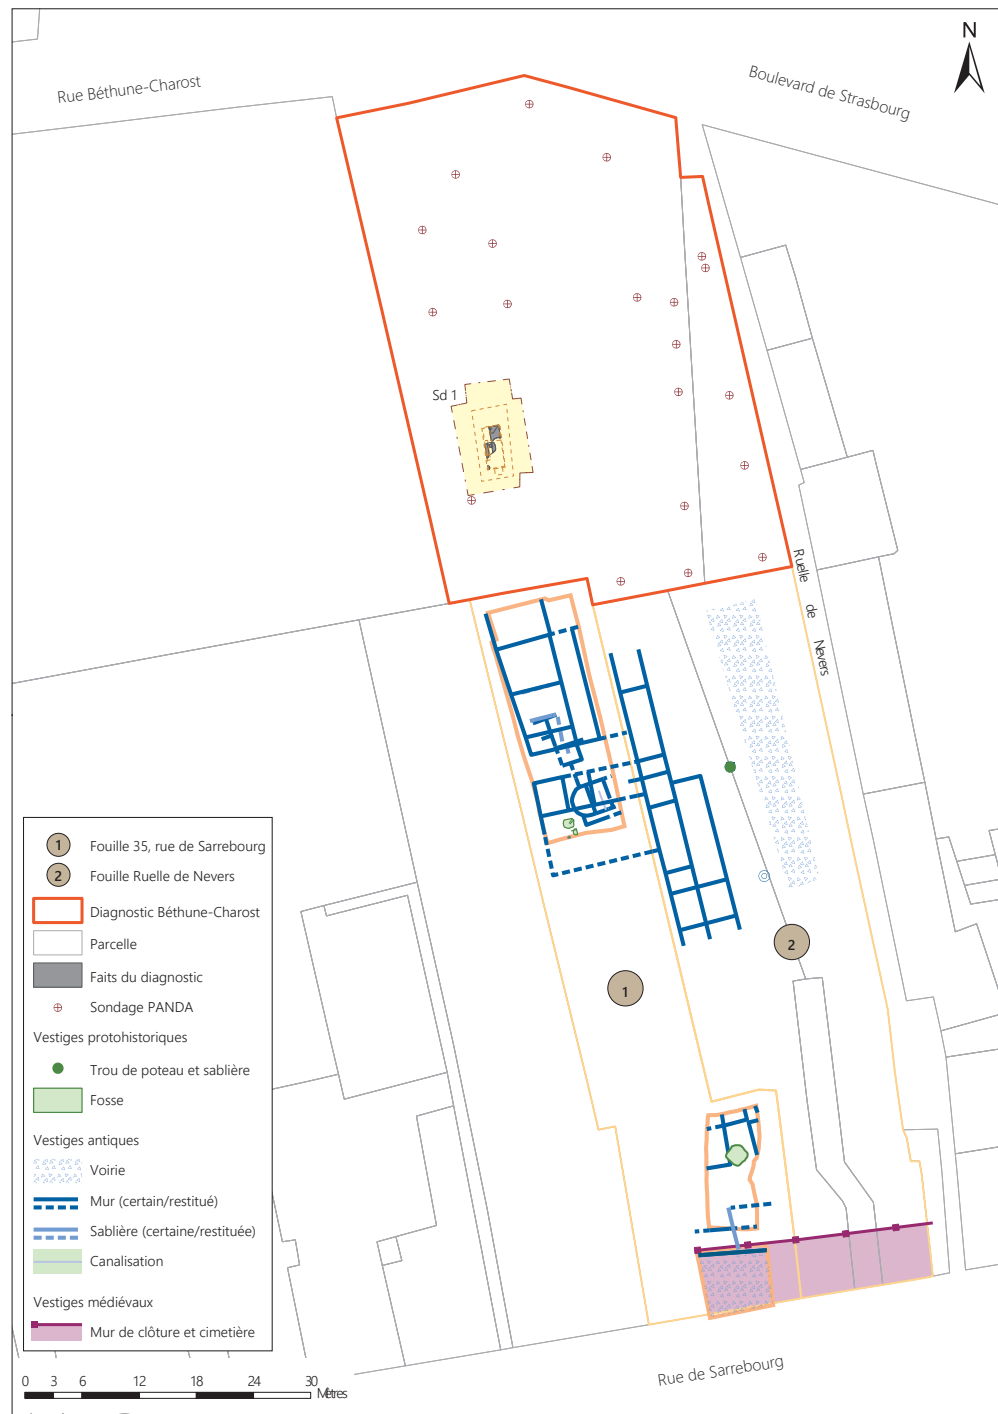 N
Rue Béthune-Charost
Boulevard de Strasbourg
Sd 1
Ruelle de Nevers
1 Fouille 35, rue de Sarrebourg
2 Fouille Ruelle de Nevers
Diagnostic Béthune-Charost
Parcelle
Faits du diagnostic
Sondage PANDA
Vestiges protohistoriques
Trou de poteau et sablière
Fosse
Vestiges antiques
Voirie
Mur (certain/restitué)
Sablière (certaine/restituée)
Canalisation
Vestiges médiévaux
Mur de clôture et cimetière
2
1
Rue de Sarrebourg
0 3 6 12 18 24 30
Mètres